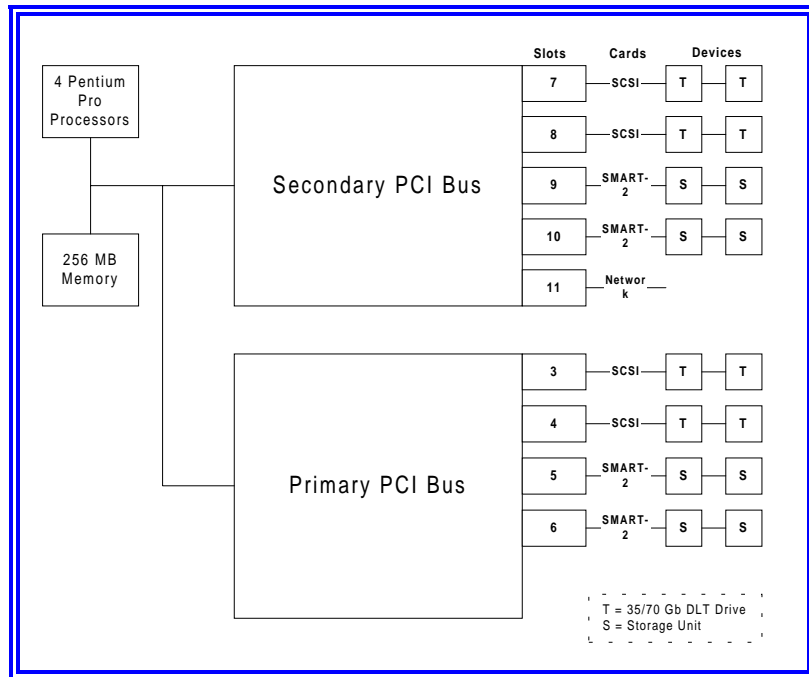 Slots Cards Devices
4 Pentium
Pro
Processors
256 MB
Memory
Secondary PCI Bus
7 SCSI T T
8 SCSI T T
9 SMART-
2 S S
10 SMART-
2 S S
11 Networ
k
Primary PCI Bus
3 SCSI T T
4 SCSI T T
5 SMART-
2 S S
6 SMART-
2 S S
T = 35/70 Gb DLT Drive
S = Storage Unit